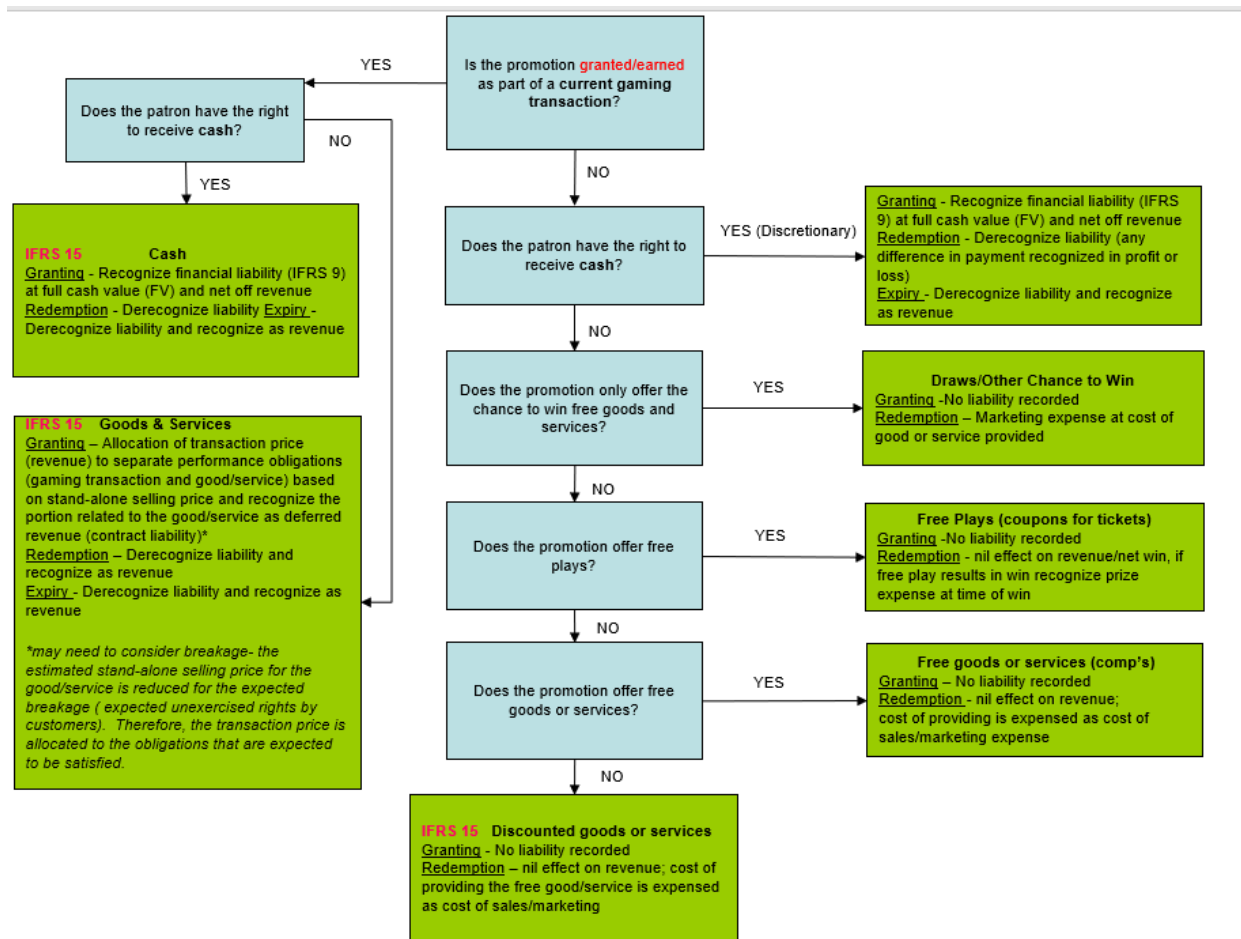 Is the promotion granted/earned
as part of a current gaming
transaction?
YES
Does the patron have the right
to receive cash?
NO
YES
IFRS 15 Cash
Granting - Recognize financial liability (IFRS 9)
at full cash value (FV) and net off revenue
Redemption - Derecognize liability Expiry -
Derecognize liability and recognize as revenue
IFRS 15 Goods & Services
Granting – Allocation of transaction price
(revenue) to separate performance obligations
(gaming transaction and good/service) based
on stand-alone selling price and recognize the
portion related to the good/service as deferred
revenue (contract liability)*
Redemption – Derecognize liability and
recognize as revenue
Expiry - Derecognize liability and recognize as
revenue
*may need to consider breakage- the
estimated stand-alone selling price for the
good/service is reduced for the expected
breakage ( expected unexercised rights by
customers). Therefore, the transaction price is
allocated to the obligations that are expected
to be satisfied.
NO
Does the patron have the right to
receive cash?
YES (Discretionary)
Granting - Recognize financial liability (IFRS
9) at full cash value (FV) and net off revenue
Redemption - Derecognize liability (any
difference in payment recognized in profit or
loss)
Expiry - Derecognize liability and recognize
as revenue
NO
Does the promotion only offer the
chance to win free goods and
services?
YES
Draws/Other Chance to Win
Granting -No liability recorded
Redemption – Marketing expense at cost of
good or service provided
NO
Does the promotion offer free
plays?
YES
Free Plays (coupons for tickets)
Granting -No liability recorded
Redemption - nil effect on revenue/net win, if
free play results in win recognize prize
expense at time of win
NO
Does the promotion offer free
goods or services?
YES
Free goods or services (comp's)
Granting – No liability recorded
Redemption - nil effect on revenue;
cost of providing is expensed as cost of
sales/marketing expense
NO
IFRS 15 Discounted goods or services
Granting - No liability recorded
Redemption – nil effect on revenue; cost of
providing the free good/service is expensed
as cost of sales/marketing